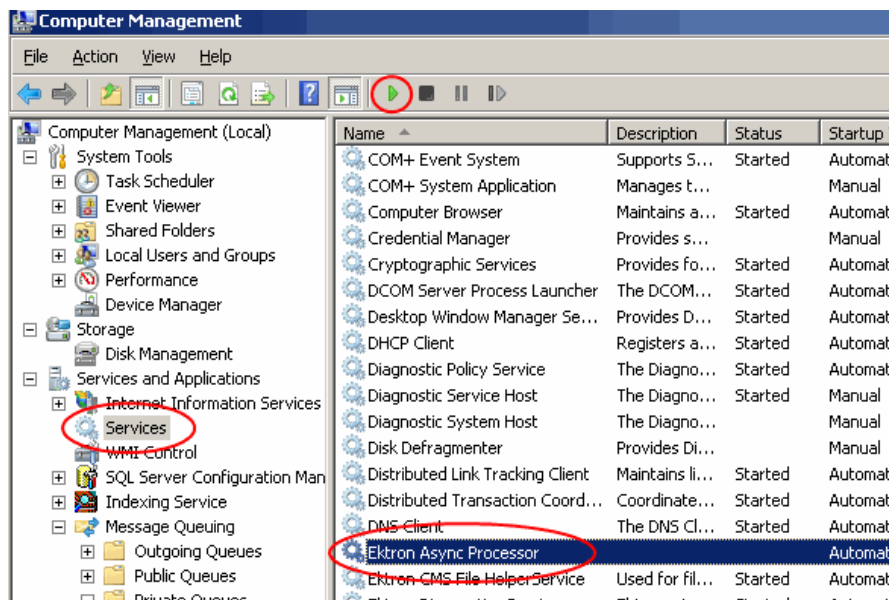 Computer Management
File Action View Help
Computer Management (Local)
System Tools
Task Scheduler
Event Viewer
Shared Folders
Local Users and Groups
Performance
Device Manager
Storage
Disk Management
Services and Applications
Internet Information Services
Services
WMI Control
SQL Server Configuration Man
Indexing Service
Message Queuing
Outgoing Queues
Public Queues
Private Queues
Name Description Status Startup
COM+ Event System Supports S... Started Automat
COM+ System Application Manages t... Manual
Computer Browser Maintains a... Started Automat
Credential Manager Provides s... Manual
Cryptographic Services Provides fo... Started Automat
DCOM Server Process Launcher The DCOM... Started Automat
Desktop Window Manager Se... Provides D... Started Automat
DHCP Client Registers a... Started Automat
Diagnostic Policy Service The Diagno... Started Automat
Diagnostic Service Host The Diagno... Started Manual
Diagnostic System Host The Diagno... Manual
Disk Defragmenter Provides Di... Manual
Distributed Link Tracking Client Maintains li... Started Automat
Distributed Transaction Coord... Coordinate... Started Automat
DNS Client The DNS Cl... Started Automat
Ektron Async Processor Automat
Ektron CMS File HelperService Used for fil... Started Automat